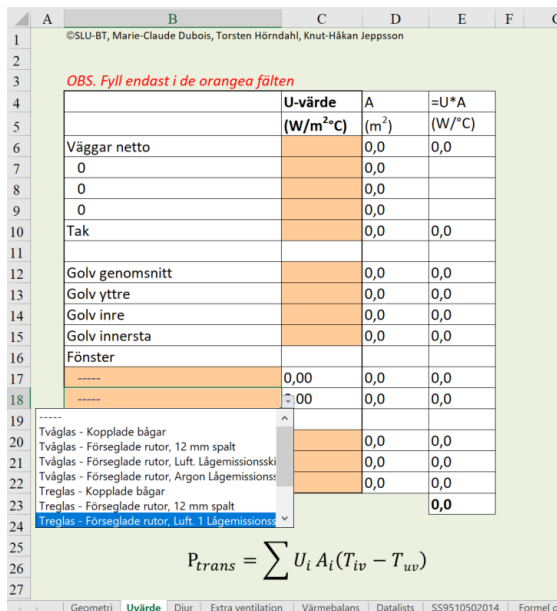 A B C D E F
1 ©SLU-BT, Marie-Claude Dubois, Torsten Hörndahl, Knut-Håkan Jeppsson
2
3 OBS. Fyll endast i de orangea fälten
4 U-värde A =U*A
5 (W/m²°C) (m²) (W/°C)
6 Väggar netto 0,0 0,0
7 0 0,0
8 0 0,0
9 0 0,0
10 Tak 0,0 0,0
11
12 Golv genomsnitt 0,0 0,0
13 Golv yttre 0,0 0,0
14 Golv inre 0,0 0,0
15 Golv innersta 0,0 0,0
16 Fönster
17 ----- 0,00 0,0 0,0
18 ----- 00 0,0 0,0
19 -----
Tvåglas - Kopplade bågar
20 Tvåglas - Förseglade rutor, 12 mm spalt 0,0 0,0
21 Tvåglas - Förseglade rutor, Luft. Lågemissionsski 0,0 0,0
22 Tvåglas - Förseglade rutor, Argon Lågemissionss 0,0 0,0
Treglas - Kopplade bågar
23 Treglas - Förseglade rutor, 12 mm spalt 0,0
24 Treglas - Förseglade rutor, Luft. 1 Lågemissionss
25
26 P_trans = ∑ U_i A_i(T_iv − T_uv)
27
Geometri Uvärde Djur Extra ventilation Värmebalans Datalists SS9510502014 Formel